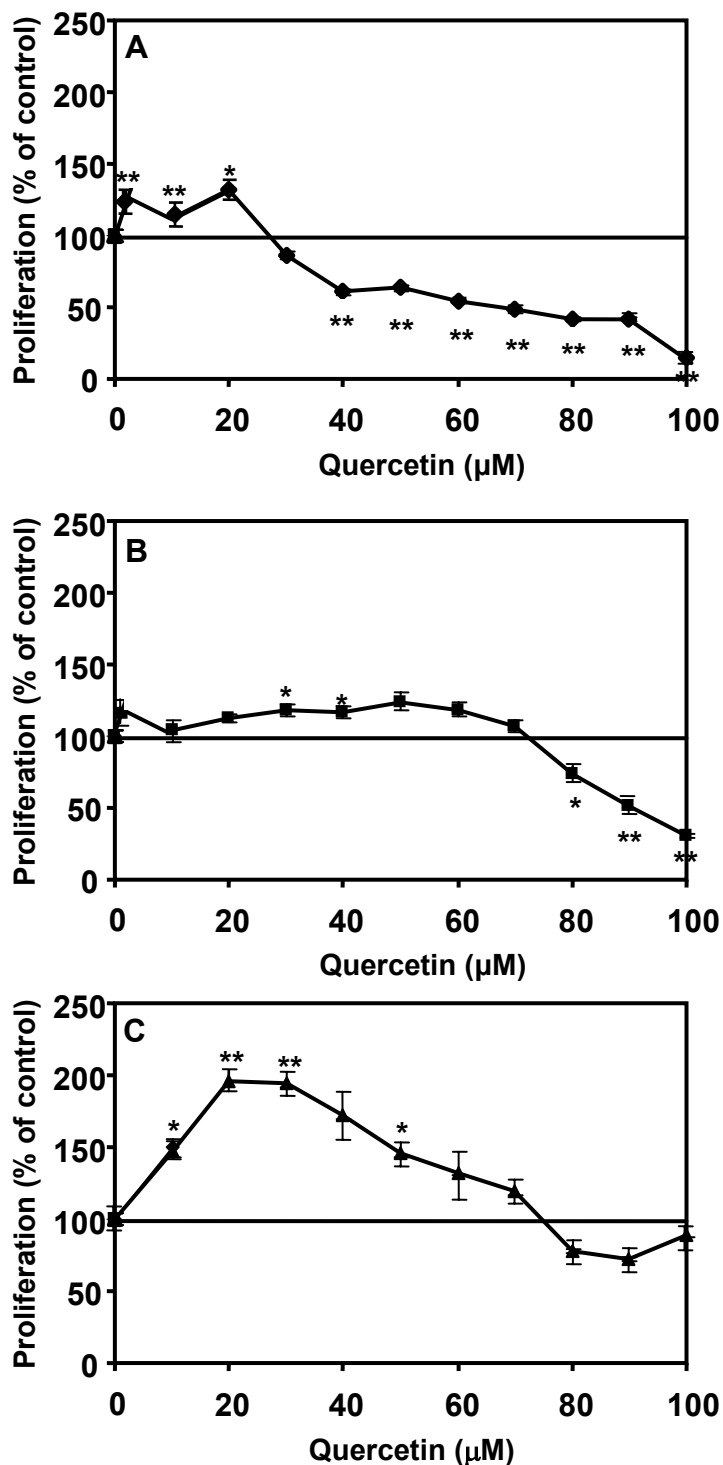 250
A
200
150
** ** *
100
50
** ** ** ** ** **
0
**
0 20 40 60 80 100
Quercetin (µM)
Proliferation (% of control)
250
B
200
150
* *
100
50
* ** **
0
0 20 40 60 80 100
Quercetin (µM)
Proliferation (% of control)
250
C
200
** **
150
* *
100
50
0
0 20 40 60 80 100
Quercetin (µM)
Proliferation (% of control)